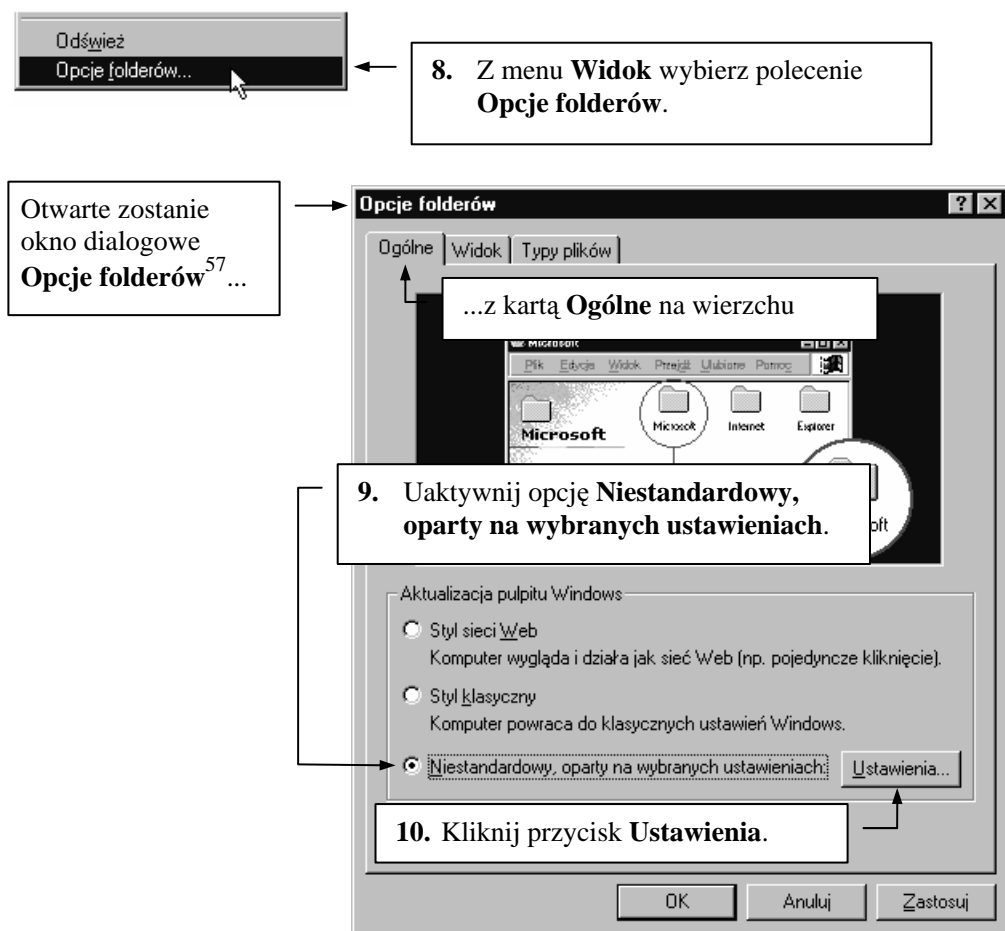 Odśwież
Opcje folderów...
8. Z menu Widok wybierz polecenie
Opcje folderów.
Otwarte zostanie
okno dialogowe
Opcje folderów57...
Opcje folderów
Ogólne Widok Typy plików
...z kartą Ogólne na wierzchu
Microsoft
Plik Edycja Widok Przejdź Ulubione Pomoc
Microsoft
Microsoft Internet Explorer
9. Uaktywnij opcję Niestandardowy,
oparty na wybranych ustawieniach.
oft
Aktualizacja pulpitu Windows
Styl sieci Web
Komputer wygląda i działa jak sieć Web (np. pojedyncze kliknięcie).
Styl klasyczny
Komputer powraca do klasycznych ustawień Windows.
Niestandardowy, oparty na wybranych ustawieniach: Ustawienia...
10. Kliknij przycisk Ustawienia.
OK Anuluj Zastosuj